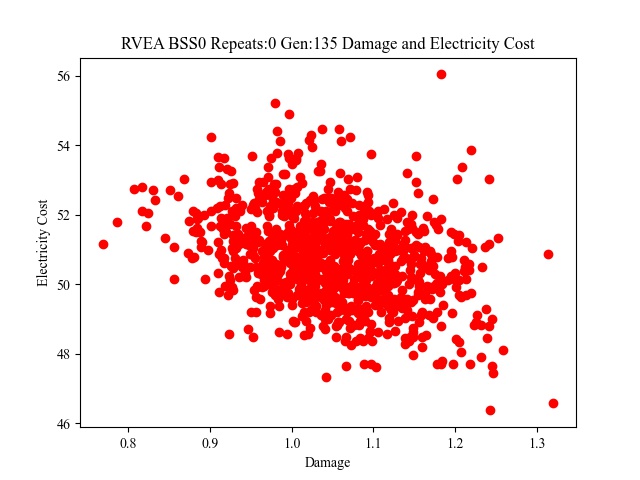 RVEA BSS0 Repeats:0 Gen:135 Damage and Electricity Cost
56
54
52
50
48
46
Electricity Cost
0.8 0.9 1.0 1.1 1.2 1.3
Damage